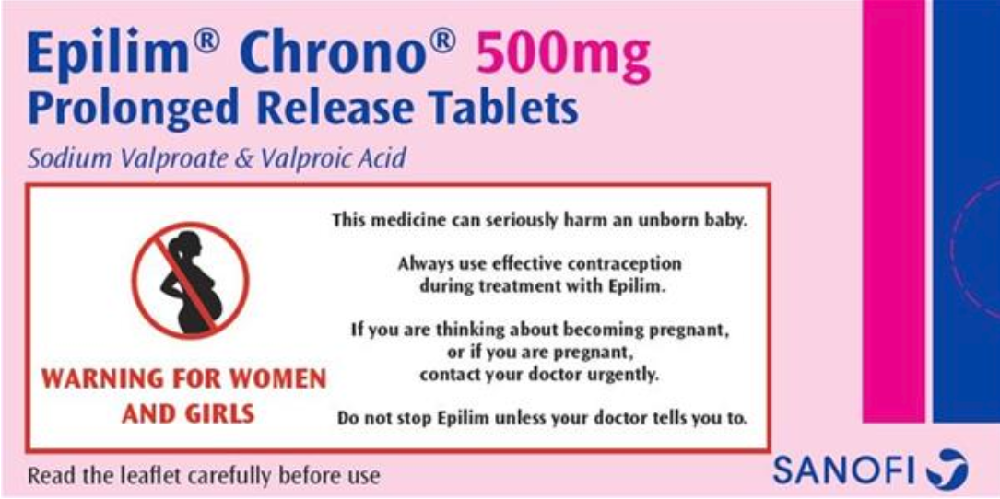 Epilim® Chrono® 500mg
Prolonged Release Tablets
Sodium Valproate & Valproic Acid
This medicine can seriously harm an unborn baby.
Always use effective contraception
during treatment with Epilim.
If you are thinking about becoming pregnant,
or if you are pregnant,
contact your doctor urgently.
Do not stop Epilim unless your doctor tells you to.
WARNING FOR WOMEN
AND GIRLS
Read the leaflet carefully before use
SANOFI